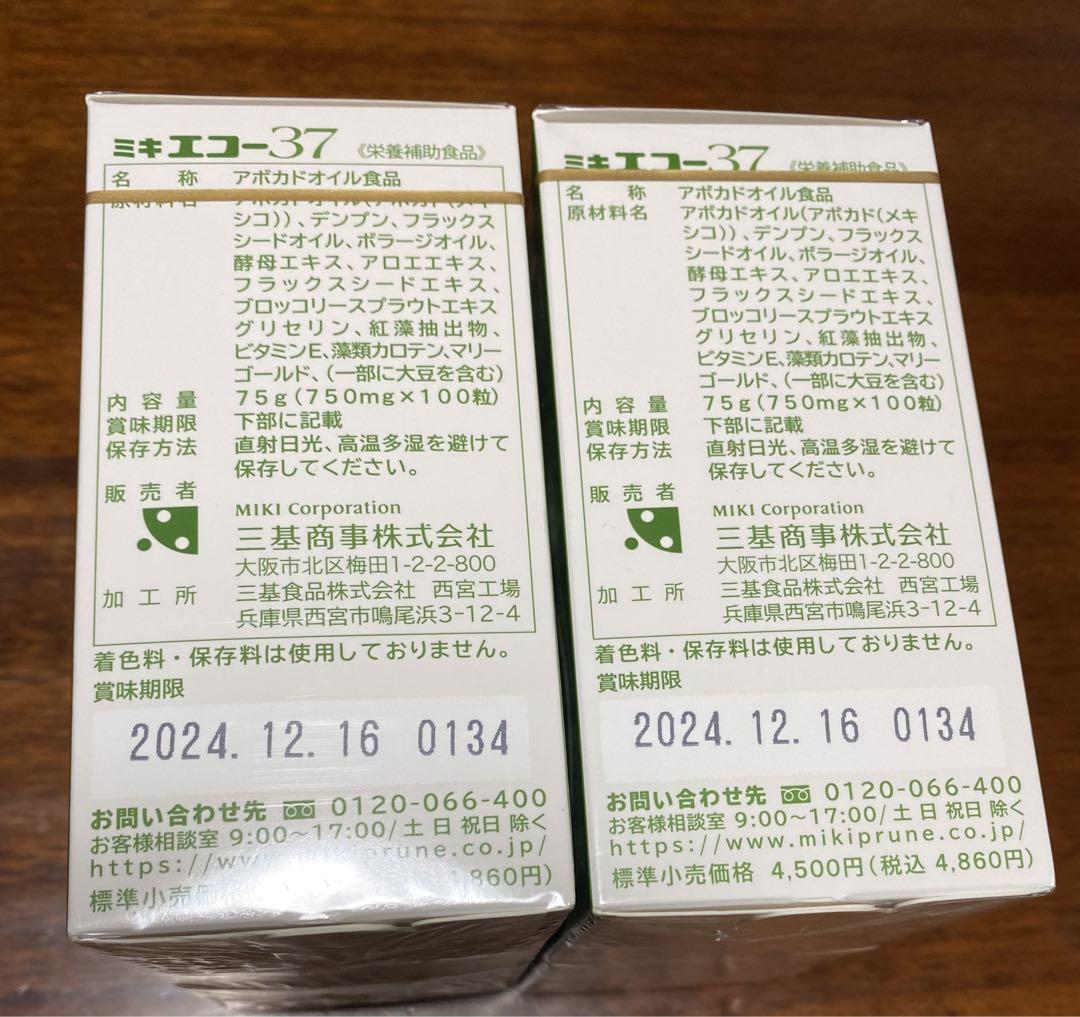 ミキエコー37 《栄養補助食品》
名称 アボカドオイル食品
原材料名 アボカドオイル(アボカド(メキ
シコ))、デンプン、フラックス
シードオイル、ボラージオイル、
酵母エキス、アロエエキス、
フラックスシードエキス、
ブロッコリースプラウトエキス
グリセリン、紅藻抽出物、
ビタミンE、藻類カロテン、マリー
ゴールド、(一部に大豆を含む)
内容量 75g(750mg×100粒)
賞味期限 下部に記載
保存方法 直射日光、高温多湿を避けて
保存してください。
販売者 MIKI Corporation
三基商事株式会社
大阪市北区梅田1-2-2-800
加工所 三基食品株式会社 西宮工場
兵庫県西宮市鳴尾浜3-12-4
着色料・保存料は使用しておりません。
賞味期限
2024.12.16 0134
お問い合わせ先 0120-066-400
お客様相談室 9:00～17:00/土 日 祝日 除く
https://www.mikiprune.co.jp/
標準小売価格 860円)
ミキエコー37 《栄養補助食品》
名称 アボカドオイル食品
原材料名 アボカドオイル(アボカド(メキ
シコ))、デンプン、フラックス
シードオイル、ボラージオイル、
酵母エキス、アロエエキス、
フラックスシードエキス、
ブロッコリースプラウトエキス
グリセリン、紅藻抽出物、
ビタミンE、藻類カロテン、マリー
ゴールド、(一部に大豆を含む)
内容量 75g(750mg×100粒)
賞味期限 下部に記載
保存方法 直射日光、高温多湿を避けて
保存してください。
販売者 MIKI Corporation
三基商事株式会社
大阪市北区梅田1-2-2-800
加工所 三基食品株式会社 西宮工場
兵庫県西宮市鳴尾浜3-12-4
着色料・保存料は使用しておりません。
賞味期限
2024.12.16 0134
お問い合わせ先 0120-066-400
お客様相談室 9:00～17:00/土 日 祝日 除く
https://www.mikiprune.co.jp/
標準小売価格 4,500円(税込 4,860円)